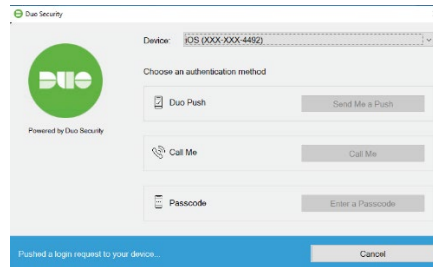 Duo Security
Device: iOS (XXX-XXX-4492)
Choose an authentication method
DUO
Duo Push Send Me a Push
Powered by Duo Security
Call Me Call Me
Passcode Enter a Passcode
Pushed a login request to your device... Cancel